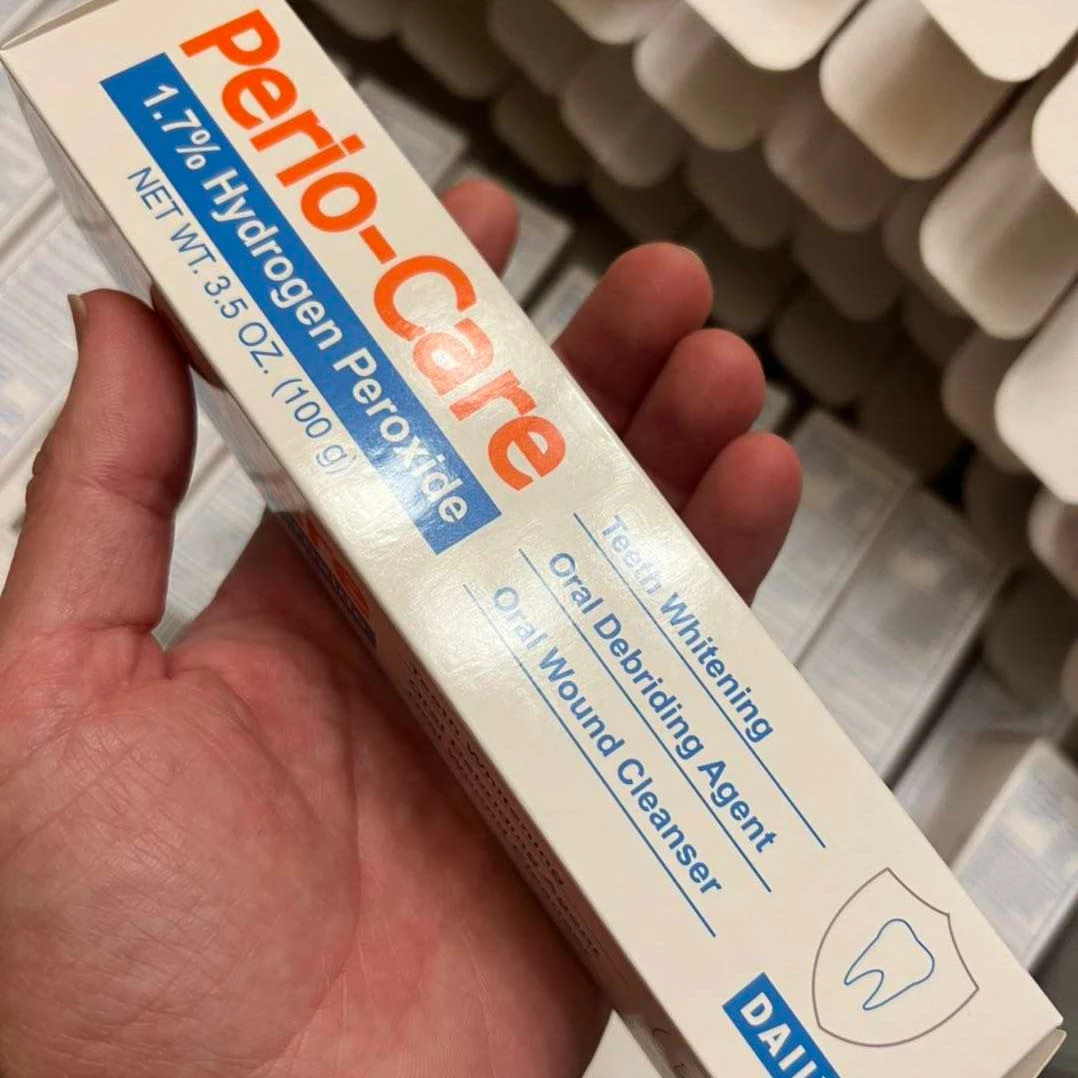 Perio-Care
1.7% Hydrogen Peroxide
NET WT. 3.5 OZ. (100 g)
Teeth Whitening
Oral Debriding Agent
Oral Wound Cleanser